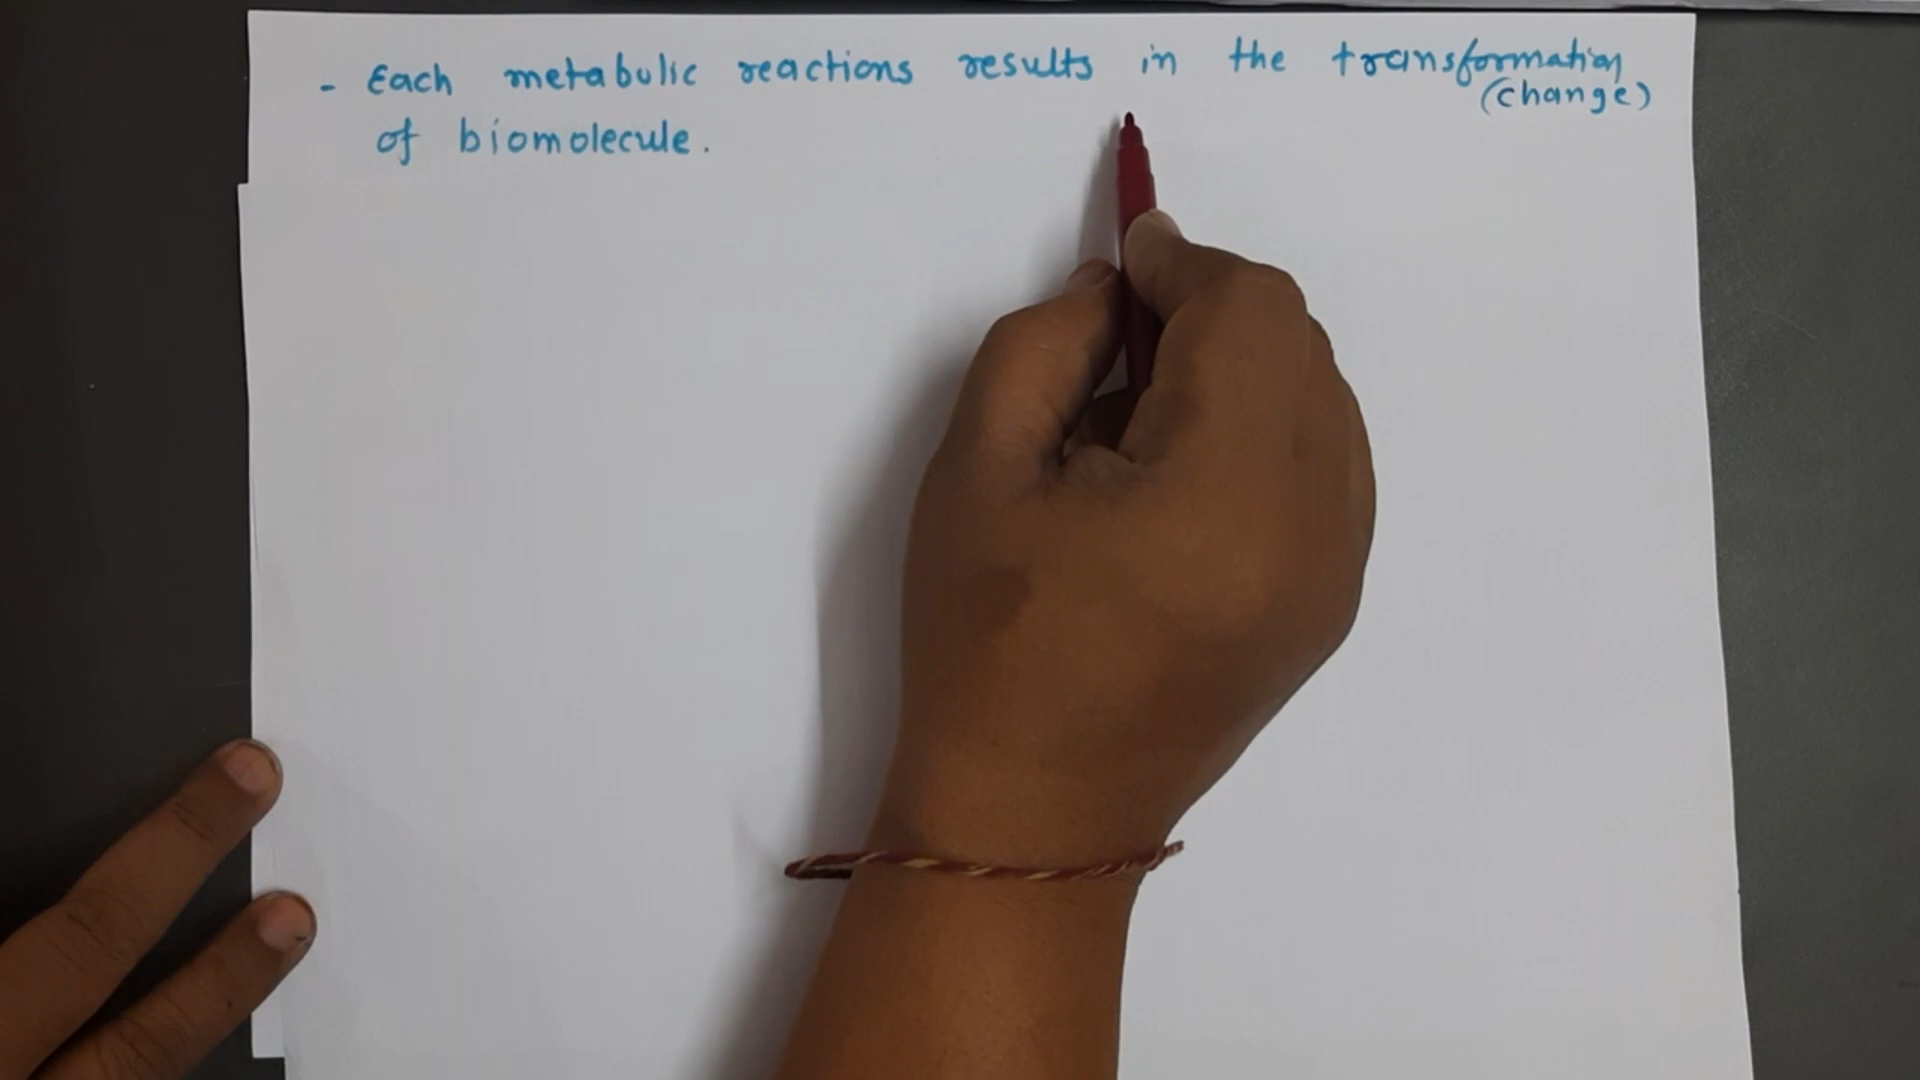 - Each metabolic reactions results in the transformation
(change)
of biomolecule.